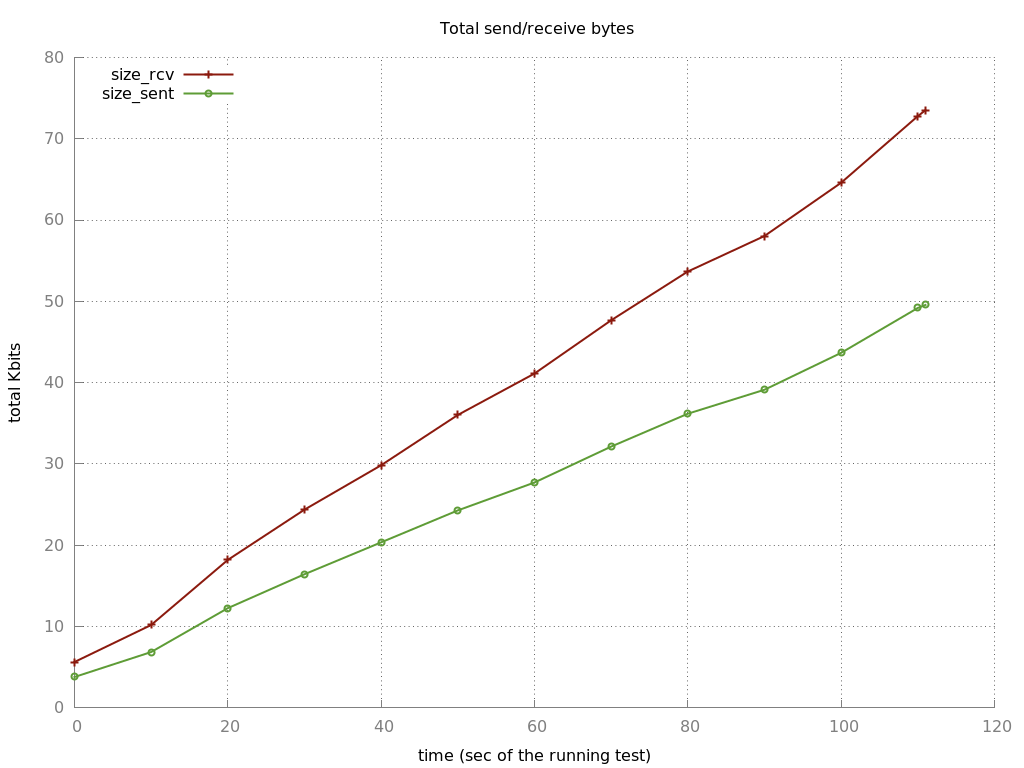 Total send/receive bytes
size_rcv
size_sent
80
70
60
50
40
30
20
10
0
total Kbits
0 20 40 60 80 100 120
time (sec of the running test)